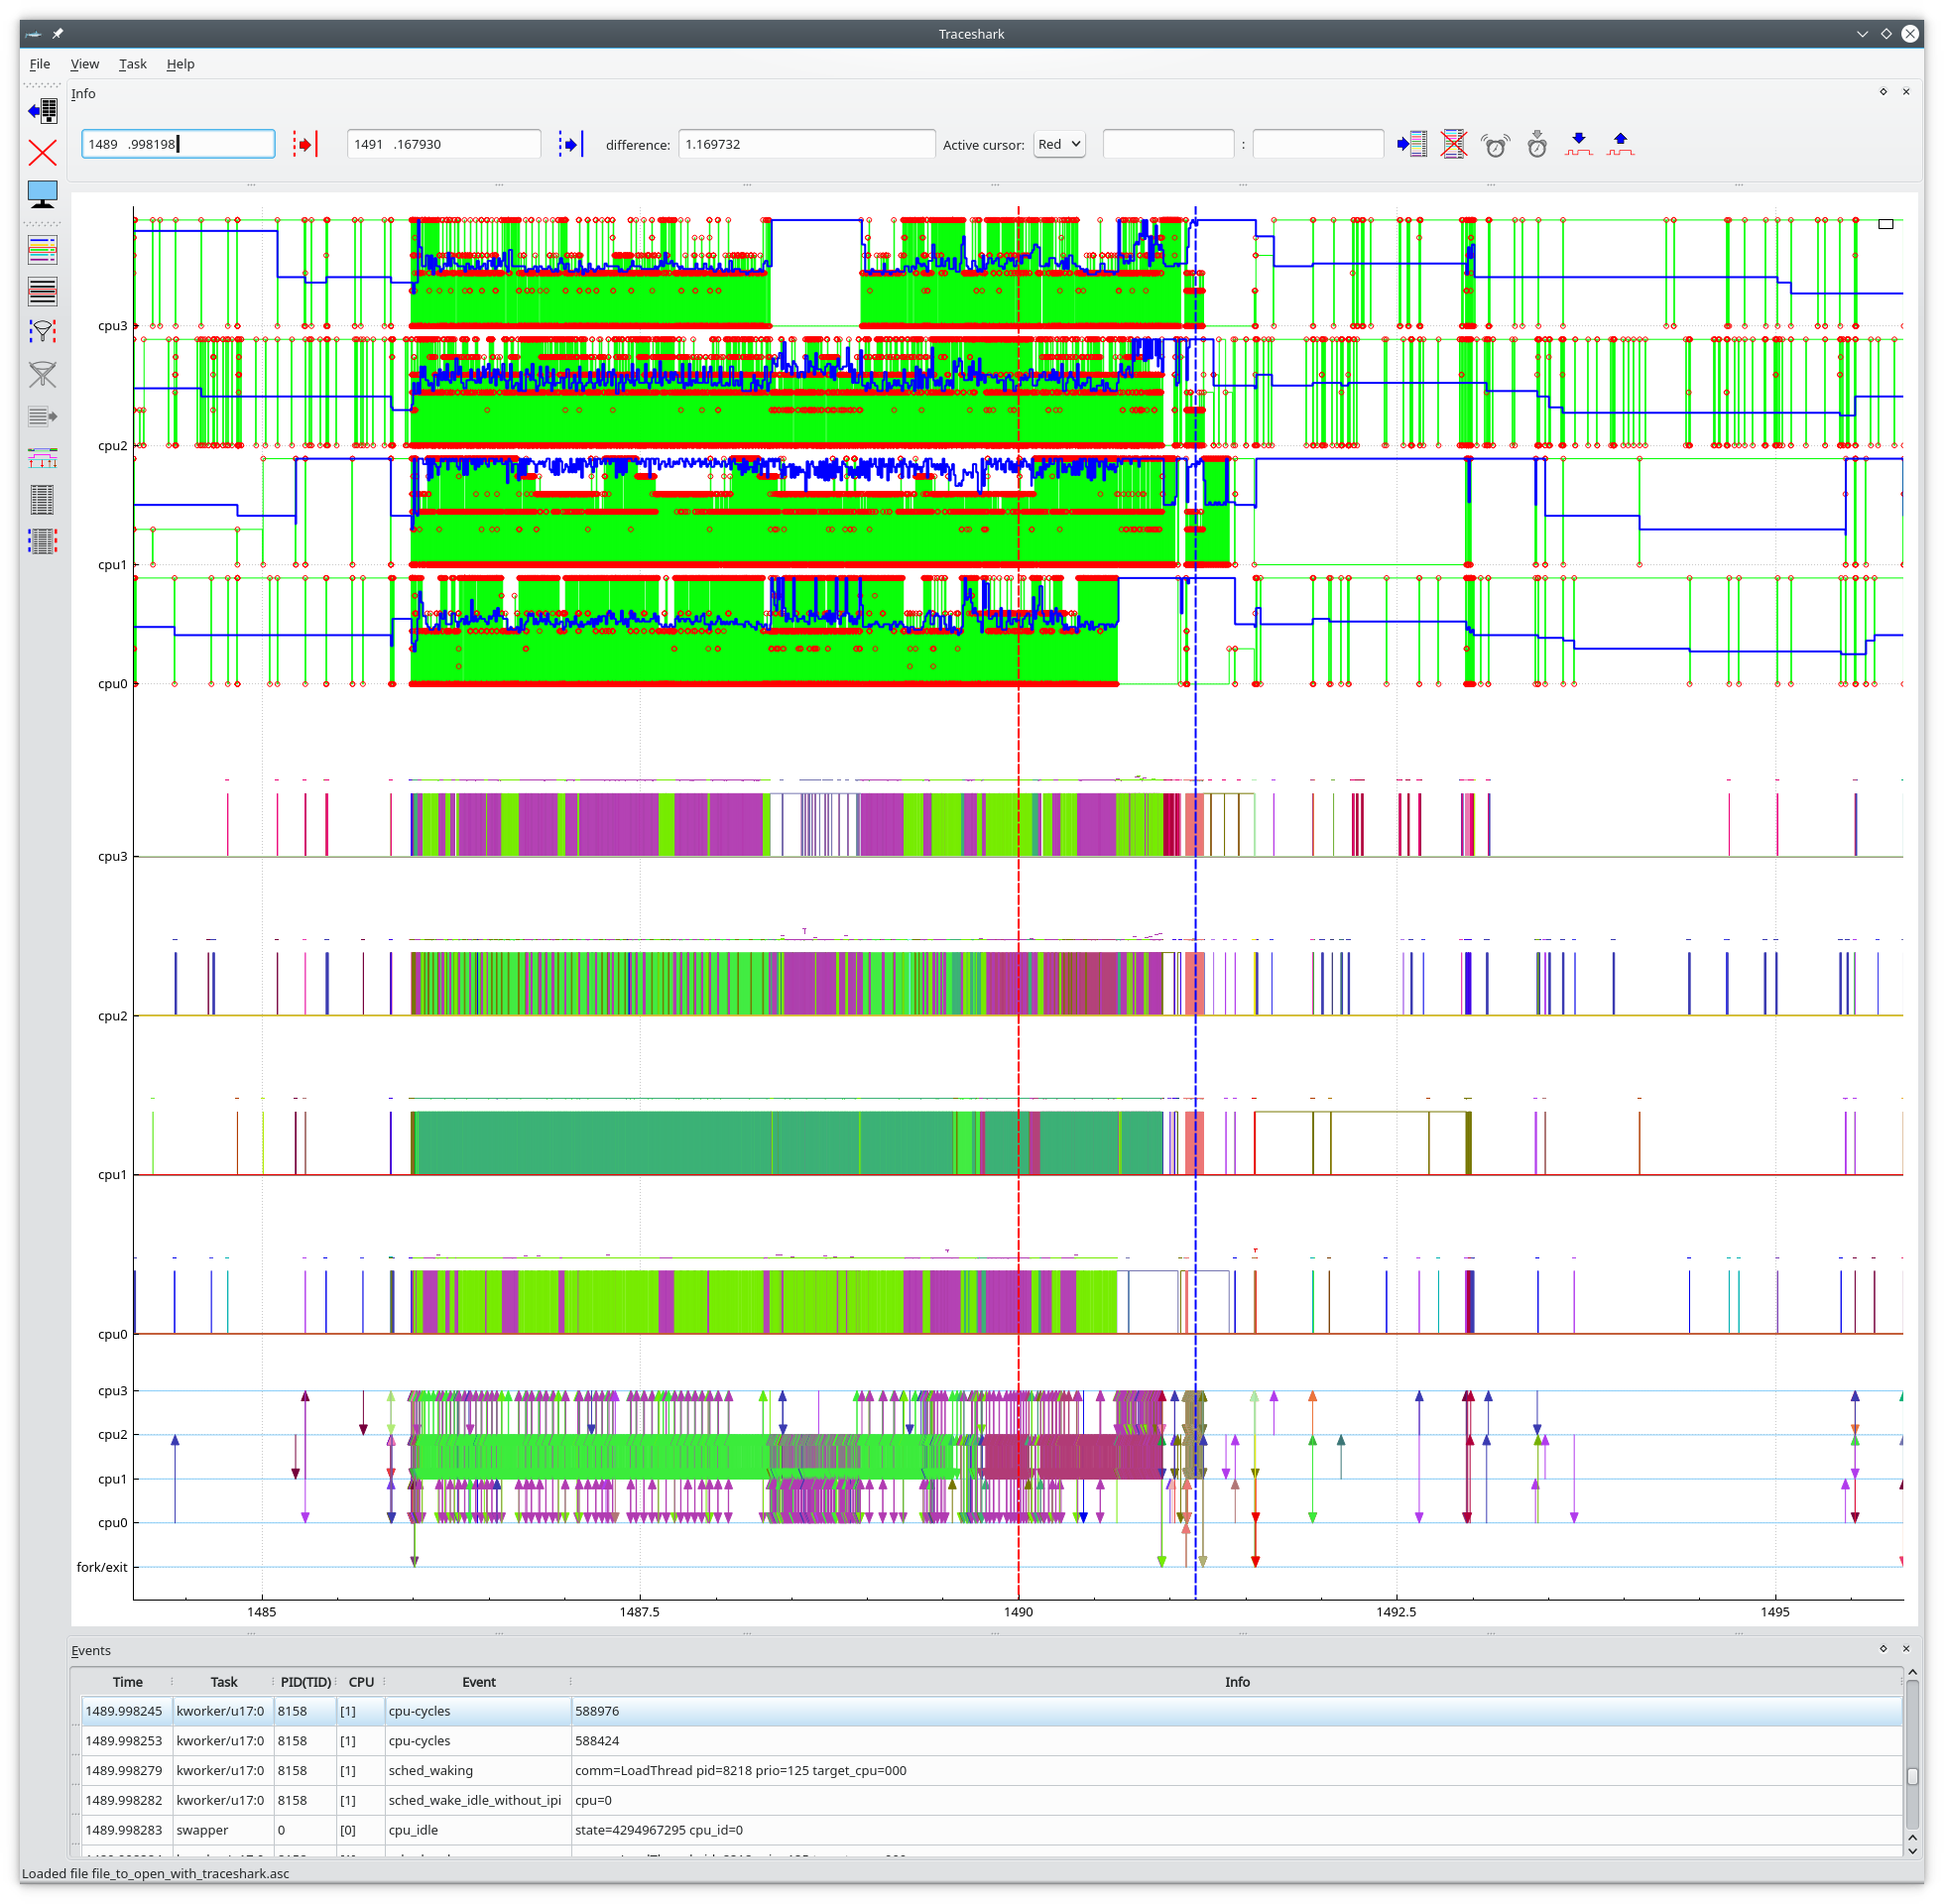 Traceshark
File View Task Help
Info
1489 .998198 1491 .167930 difference: 1.169732 Active cursor: Red :
cpu3
cpu2
cpu1
cpu0
cpu3
cpu2
cpu1
cpu0
cpu3
cpu2
cpu1
cpu0
fork/exit
1485 1487.5 1490 1492.5 1495
Events
Time Task PID(TID) CPU Event Info
1489.998245 kworker/u17:0 8158 [1] cpu-cycles 588976
1489.998253 kworker/u17:0 8158 [1] cpu-cycles 588424
1489.998279 kworker/u17:0 8158 [1] sched_waking comm=LoadThread pid=8218 prio=125 target_cpu=000
1489.998282 kworker/u17:0 8158 [1] sched_wake_idle_without_ipi cpu=0
1489.998283 swapper 0 [0] cpu_idle state=4294967295 cpu_id=0
Loaded file file_to_open_with_traceshark.asc